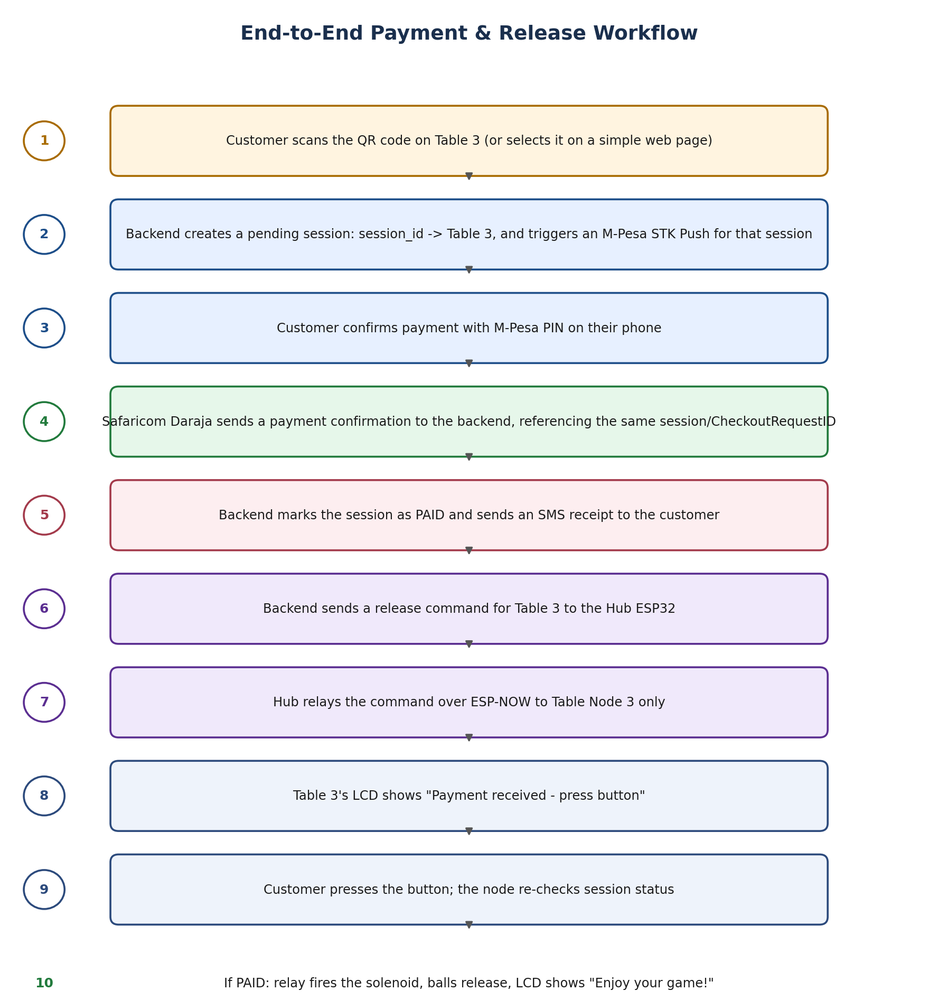 End-to-End Payment & Release Workflow
1
Customer scans the QR code on Table 3 (or selects it on a simple web page)
2
Backend creates a pending session: session_id -> Table 3, and triggers an M-Pesa STK Push for that session
3
Customer confirms payment with M-Pesa PIN on their phone
4
Safaricom Daraja sends a payment confirmation to the backend, referencing the same session/CheckoutRequestID
5
Backend marks the session as PAID and sends an SMS receipt to the customer
6
Backend sends a release command for Table 3 to the Hub ESP32
7
Hub relays the command over ESP-NOW to Table Node 3 only
8
Table 3's LCD shows "Payment received - press button"
9
Customer presses the button; the node re-checks session status
10
If PAID: relay fires the solenoid, balls release, LCD shows "Enjoy your game!"